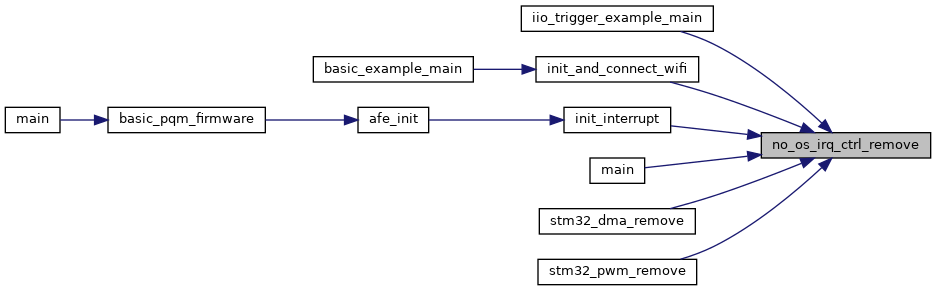 iio_trigger_example_main
basic_example_main
init_and_connect_wifi
main
basic_pqm_firmware
afe_init
init_interrupt
no_os_irq_ctrl_remove
main
stm32_dma_remove
stm32_pwm_remove